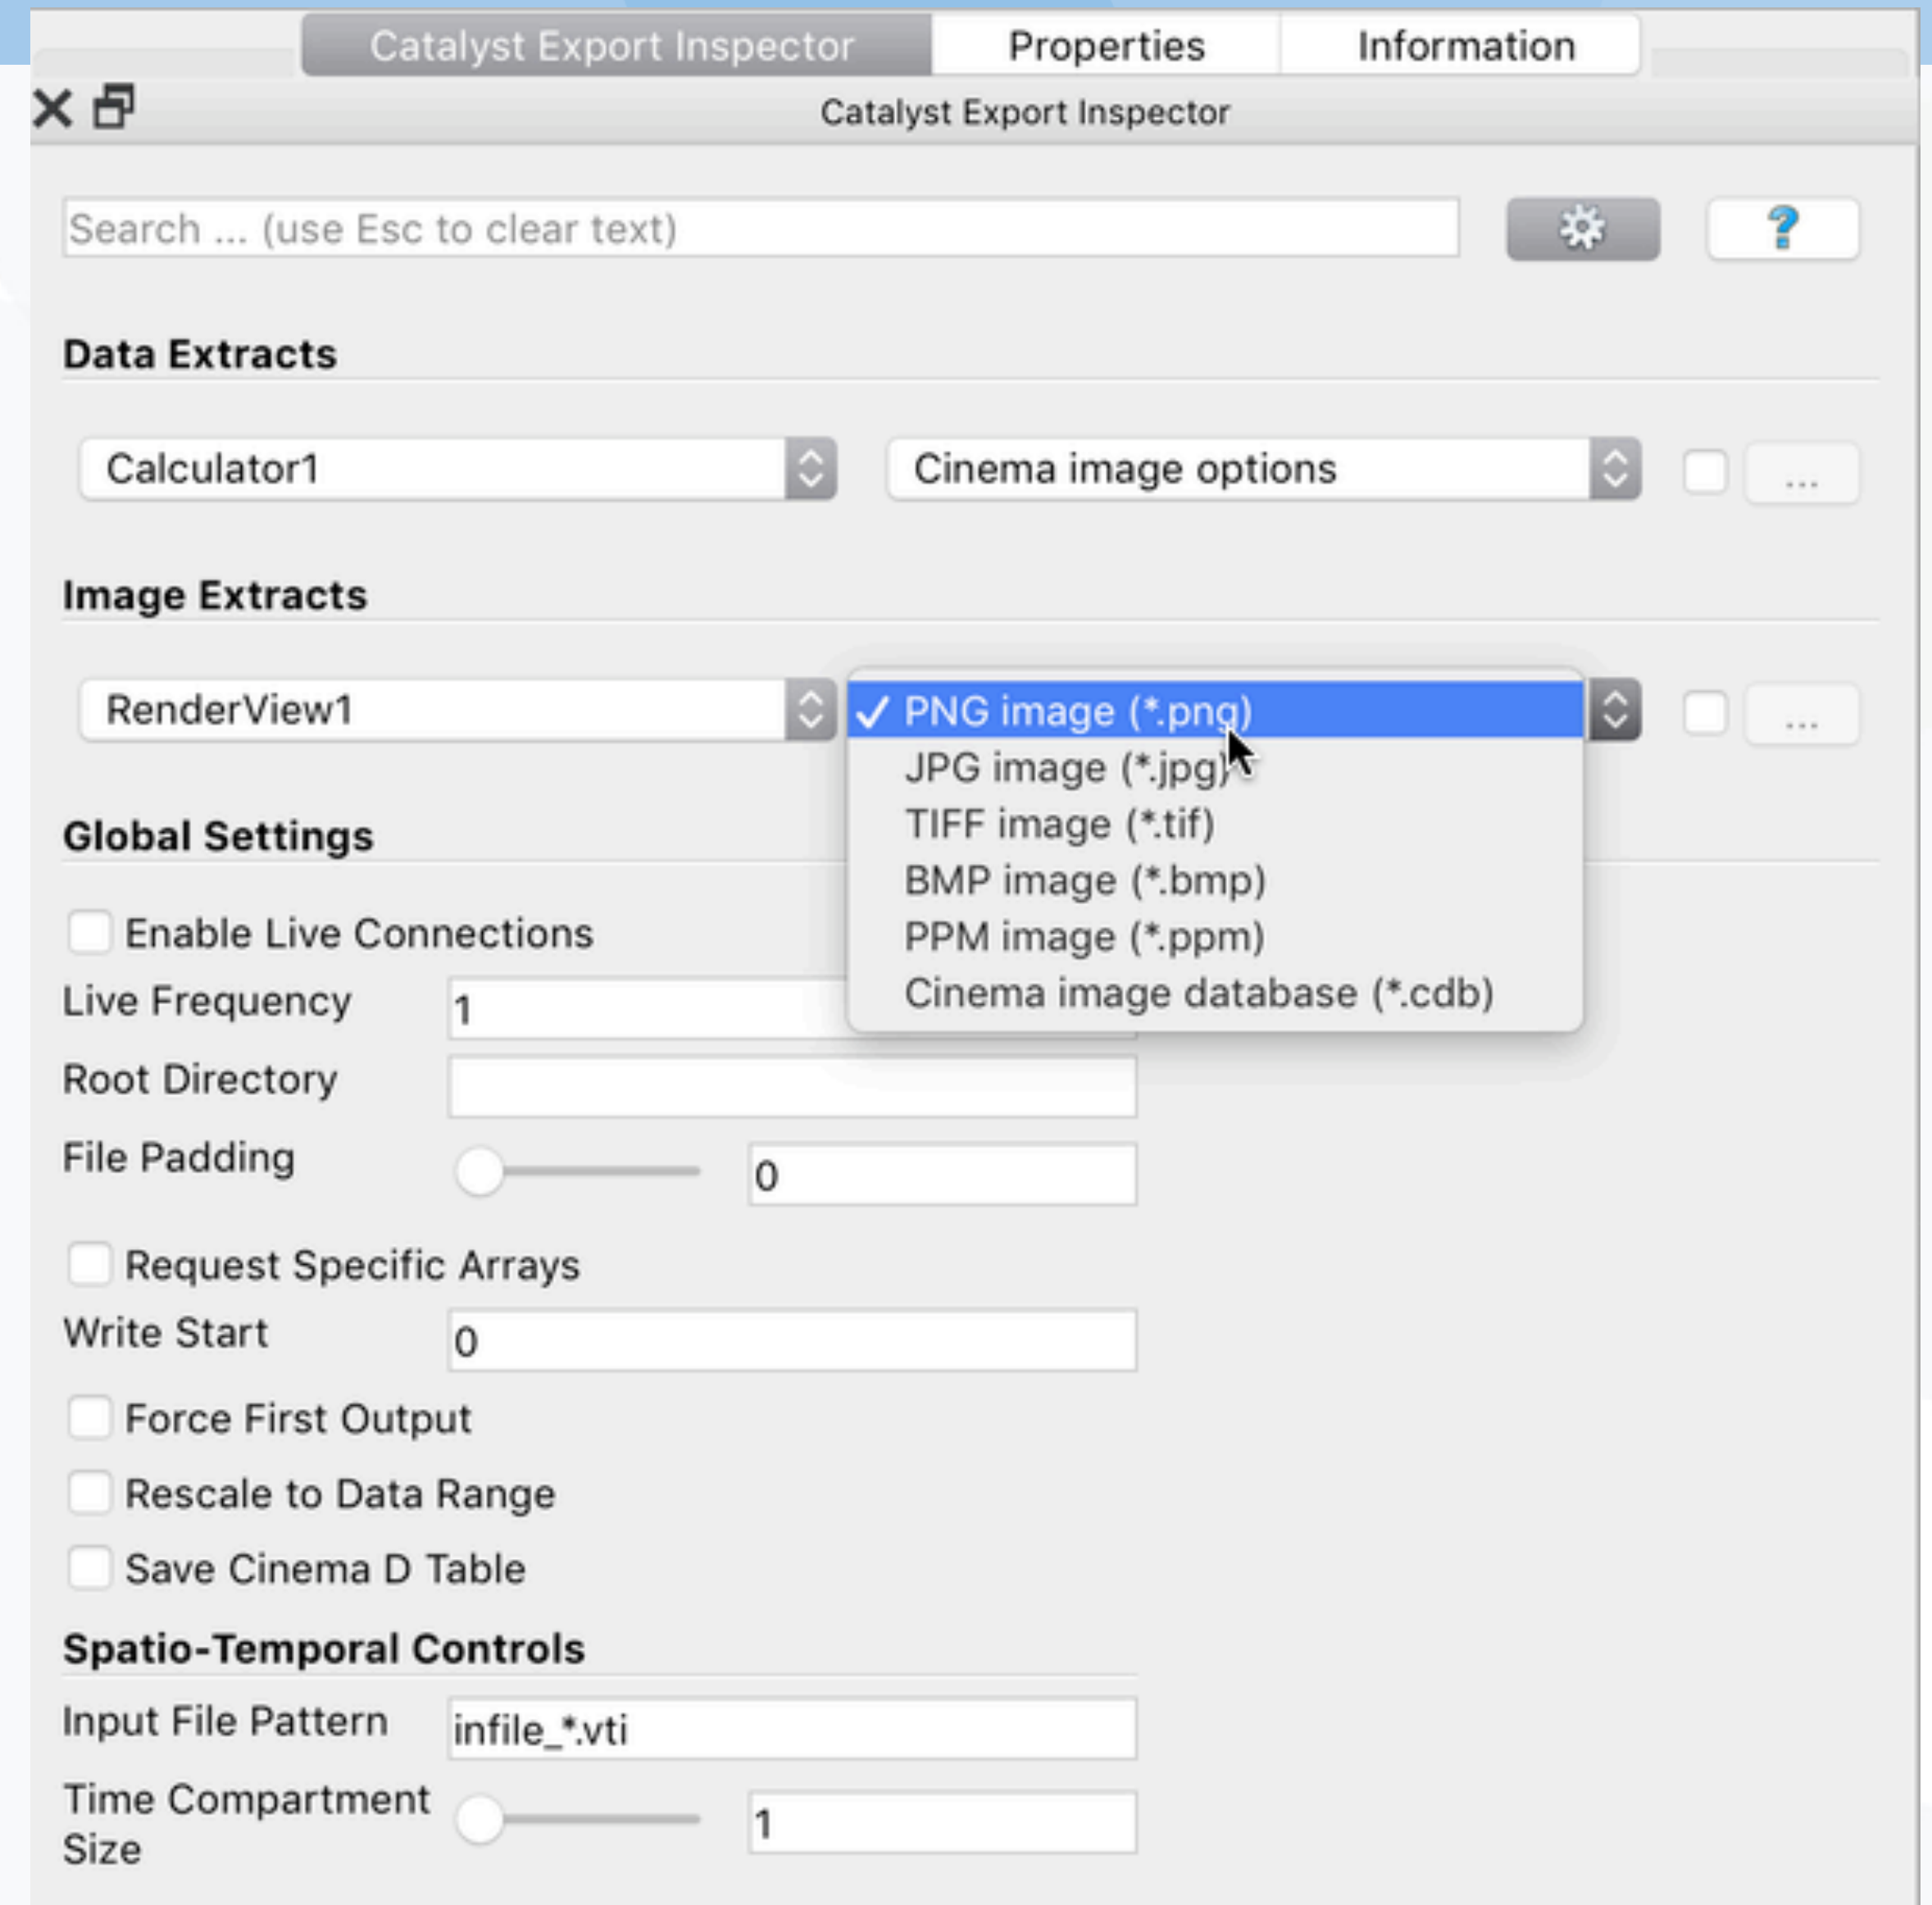 Catalyst Export Inspector Properties Information
Catalyst Export Inspector
Search ... (use Esc to clear text) ?
Data Extracts
Calculator1 Cinema image options ...
Image Extracts
RenderView1 PNG image (*.png) ...
JPG image (*.jpg)
TIFF image (*.tif)
BMP image (*.bmp)
PPM image (*.ppm)
Cinema image database (*.cdb)
Global Settings
Enable Live Connections
Live Frequency 1
Root Directory
File Padding 0
Request Specific Arrays
Write Start 0
Force First Output
Rescale to Data Range
Save Cinema D Table
Spatio-Temporal Controls
Input File Pattern infile_*.vti
Time Compartment
Size 1